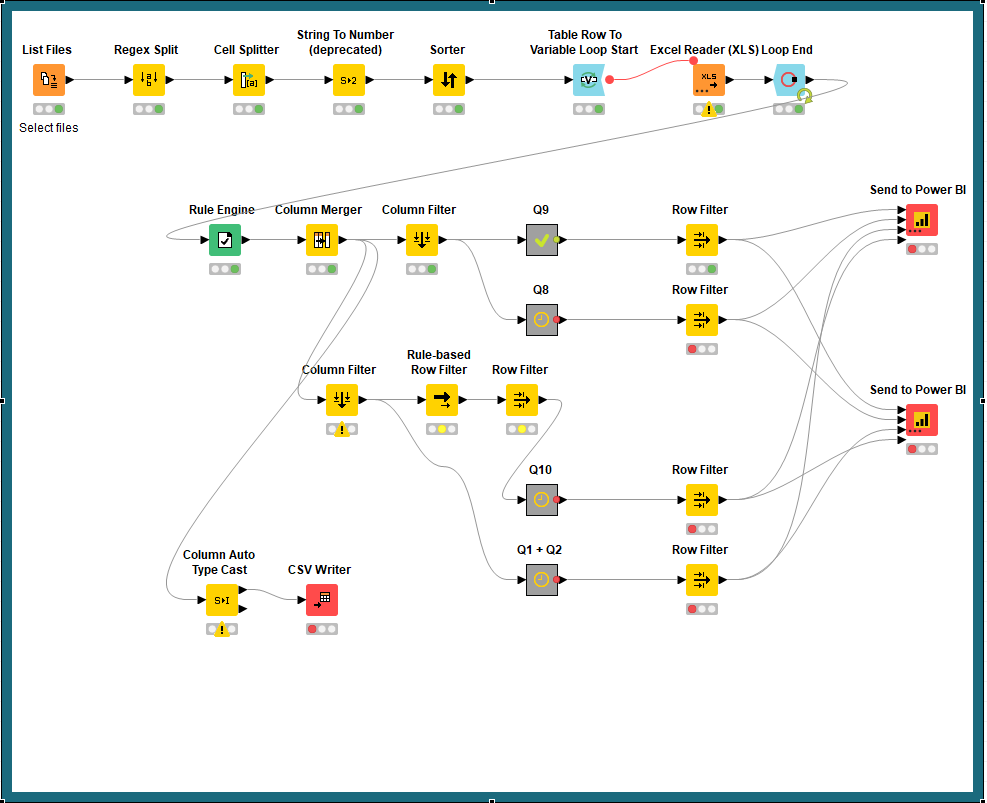 List Files
Regex Split
Cell Splitter
String To Number
(deprecated)
Sorter
Table Row To
Variable Loop Start
Excel Reader (XLS)
Loop End
S▸2
XLS
Select files
Rule Engine
Column Merger
Column Filter
Q9
Row Filter
Send to Power BI
Q8
Row Filter
Column Filter
Rule-based
Row Filter
Row Filter
Send to Power BI
Q10
Row Filter
Q1 + Q2
Row Filter
Column Auto
Type Cast
CSV Writer
S▸I